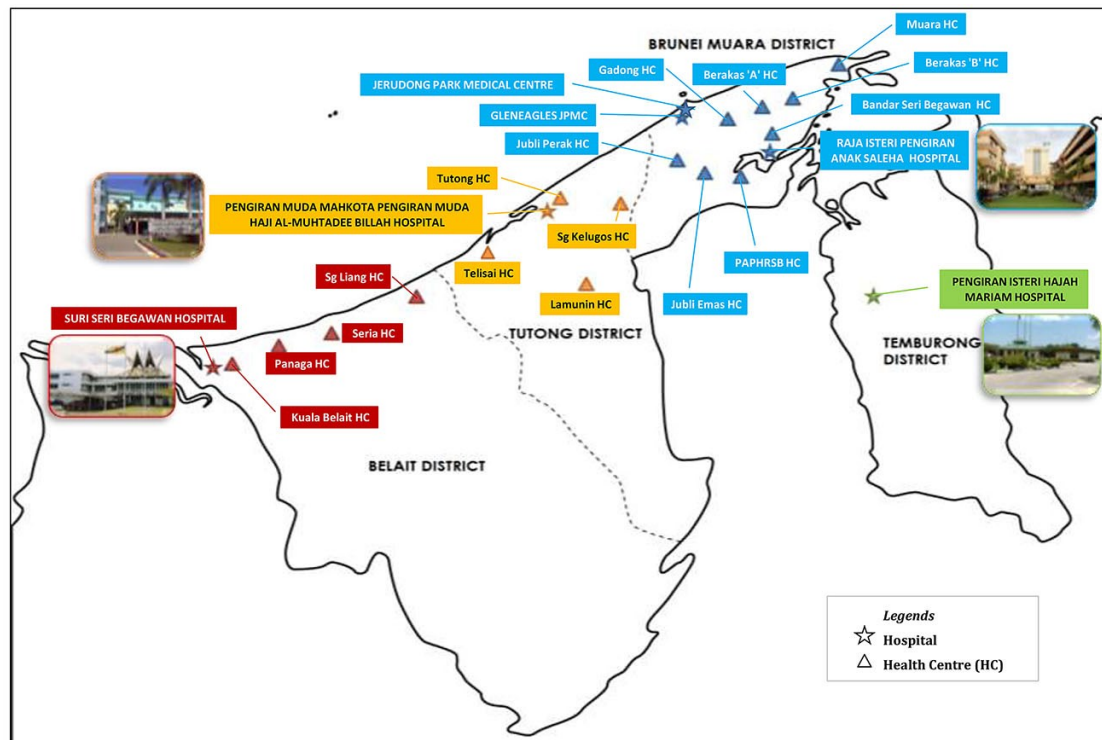 Muara HC
BRUNEI MUARA DISTRICT
Gadong HC
Berakas 'A' HC
Berakas 'B' HC
JERUDONG PARK MEDICAL CENTRE
GLENEAGLES JPMC
Bandar Seri Begawan HC
Jubli Perak HC
RAJA ISTERI PENGIRAN
ANAK SALEHA HOSPITAL
Tutong HC
PENGIRAN MUDA MAHKOTA PENGIRAN MUDA
HAJI AL-MUHTADEE BILLAH HOSPITAL
Sg Kelugos HC
PAPHRSB HC
Telisai HC
Sg Liang HC
Lamunin HC
Jubli Emas HC
PENGIRAN ISTERI HAJAH
MARIAM HOSPITAL
SURI SERI BEGAWAN HOSPITAL
Seria HC
TUTONG DISTRICT
Panaga HC
TEMBURONG
DISTRICT
Kuala Belait HC
BELAIT DISTRICT
Legends
Hospital
Health Centre (HC)